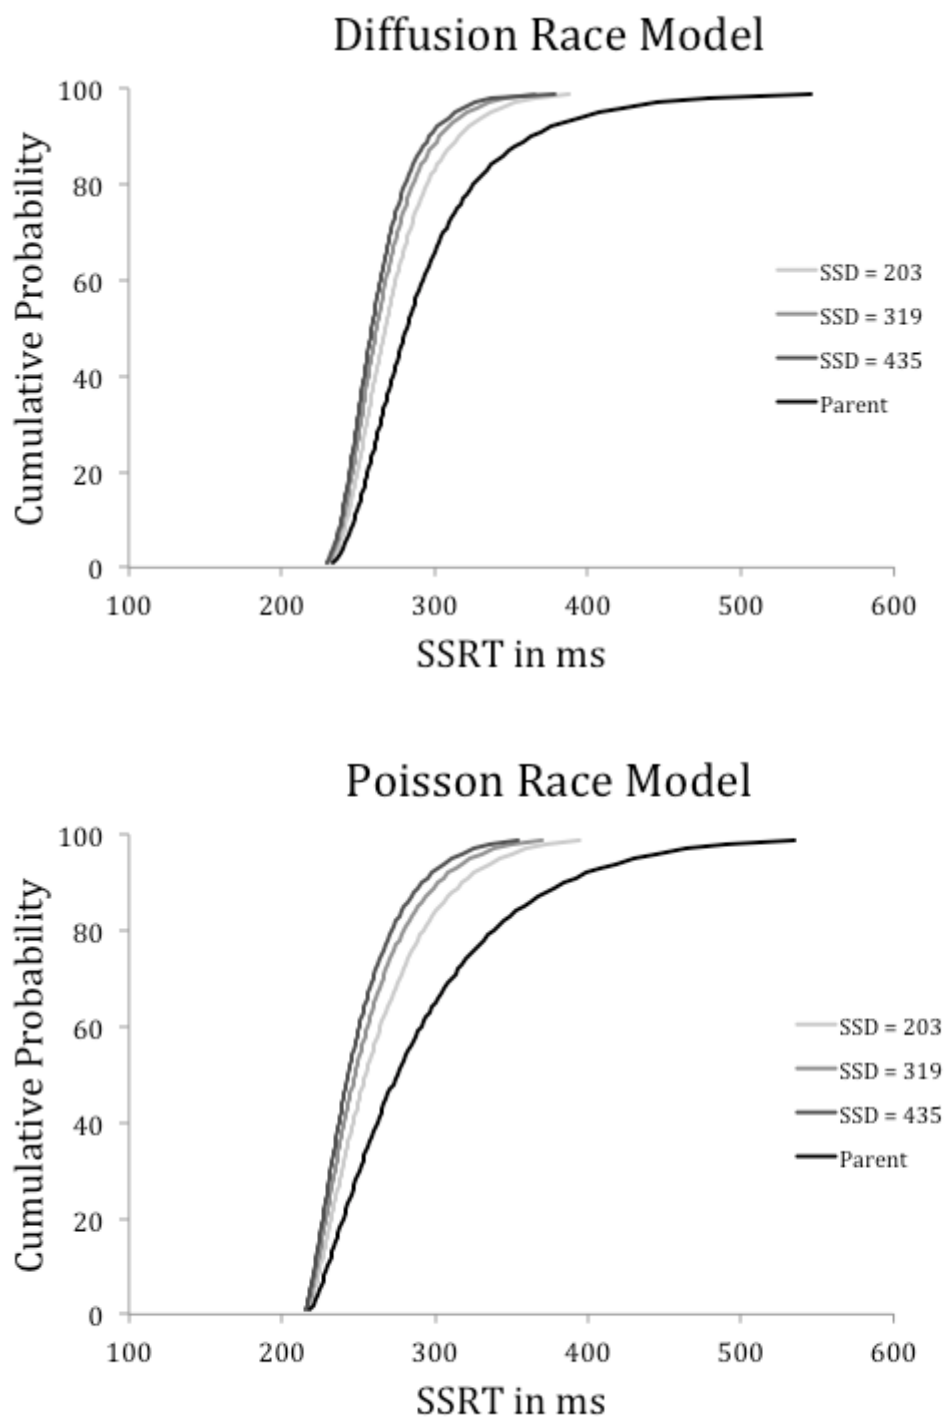 Diffusion Race Model
Cumulative Probability
100
80
60
40
20
0
100 200 300 400 500 600
SSRT in ms
SSD = 203
SSD = 319
SSD = 435
Parent
Poisson Race Model
Cumulative Probability
100
80
60
40
20
0
100 200 300 400 500 600
SSRT in ms
SSD = 203
SSD = 319
SSD = 435
Parent